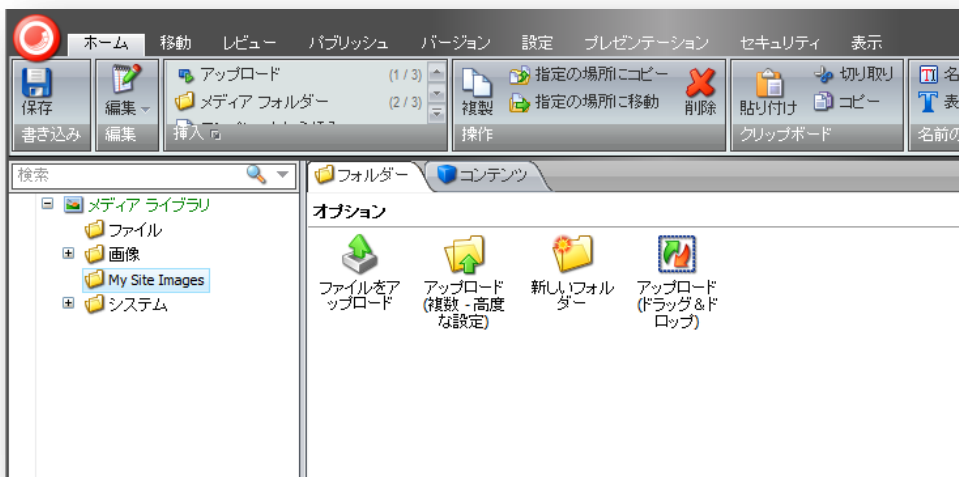 ホーム 移動 レビュー パブリッシュ バージョン 設定 プレゼンテーション セキュリティ 表示
保存
書き込み
編集
編集
アップロード (1 / 3)
メディア フォルダー (2 / 3)
挿入
複製
指定の場所にコピー
指定の場所に移動
削除
操作
貼り付け
切り取り
コピー
クリップボード
名
表
名前の
検索
メディア ライブラリ
ファイル
画像
My Site Images
システム
フォルダー コンテンツ
オプション
ファイルをア
ップロード
アップロード
(複数 - 高度
な設定)
新しいフォル
ダー
アップロード
(ドラッグ＆ド
ロップ)